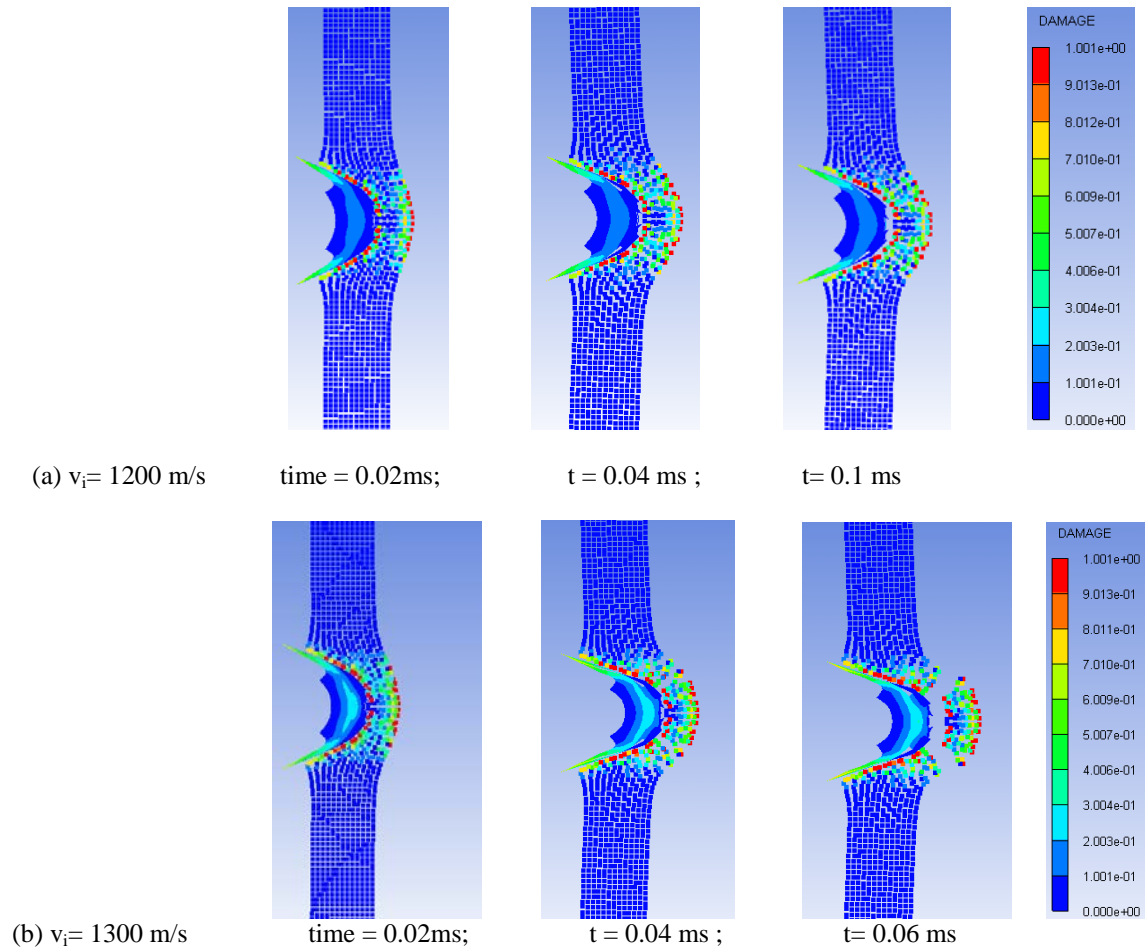 DAMAGE
1.001e+00
9.013e-01
8.012e-01
7.010e-01
6.009e-01
5.007e-01
4.006e-01
3.004e-01
2.003e-01
1.001e-01
0.000e+00
(a) vi= 1200 m/s time = 0.02ms; t = 0.04 ms ; t= 0.1 ms
DAMAGE
1.001e+00
9.013e-01
8.011e-01
7.010e-01
6.009e-01
5.007e-01
4.006e-01
3.004e-01
2.003e-01
1.001e-01
0.000e+00
(b) vi= 1300 m/s time = 0.02ms; t = 0.04 ms ; t= 0.06 ms